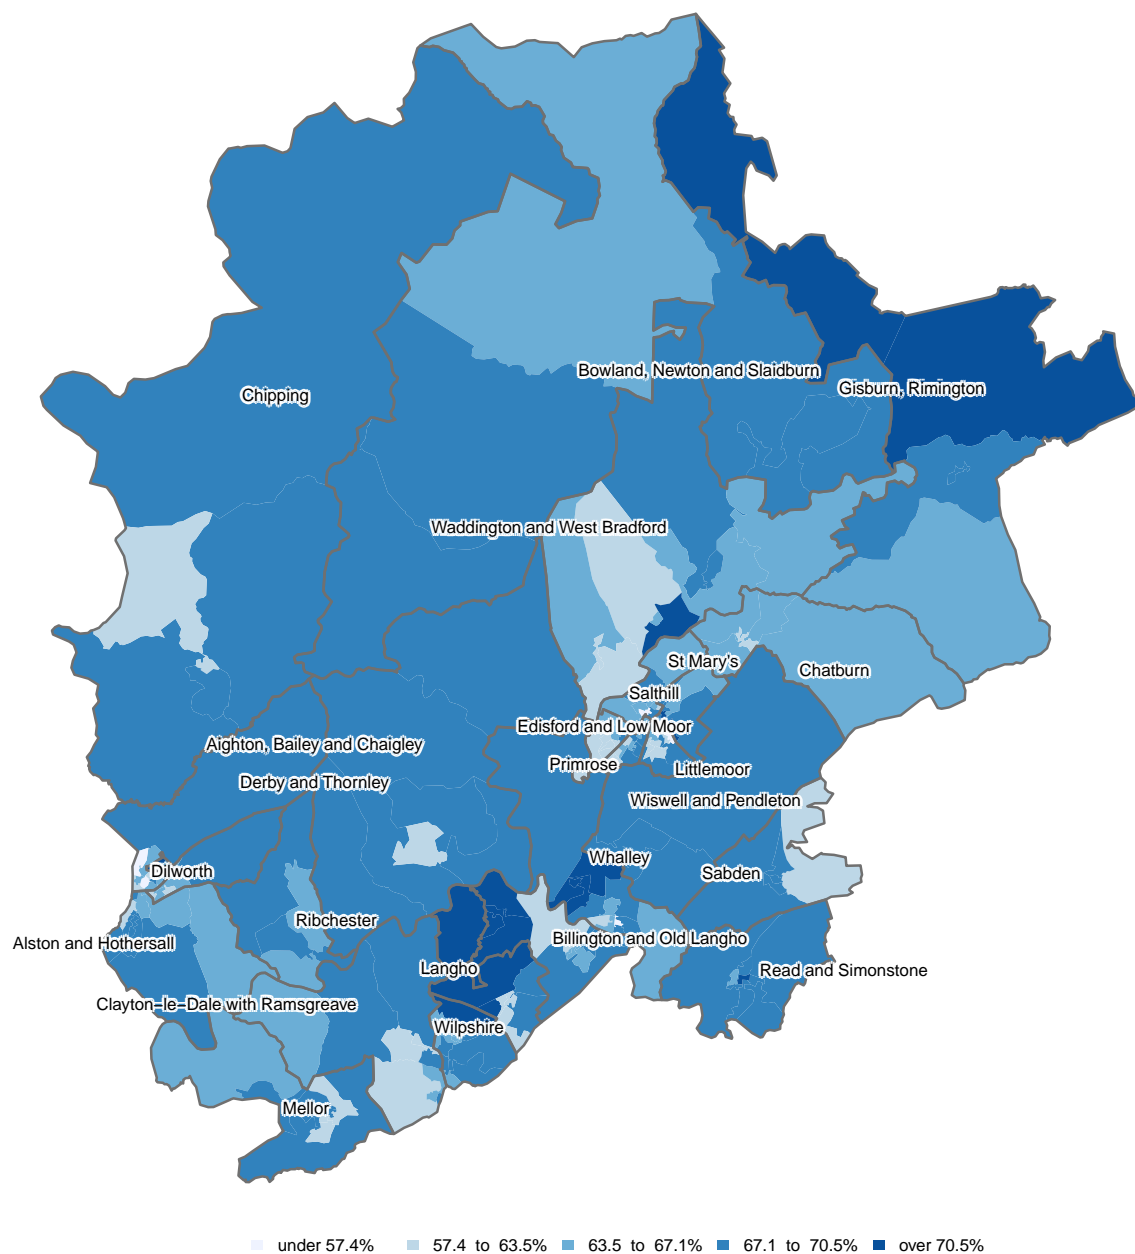 Bowland, Newton and Slaidburn
Gisburn, Rimington
Chipping
Waddington and West Bradford
St Mary's
Chatburn
Salthill
Edisford and Low Moor
Aighton, Bailey and Chaigley
Primrose
Littlemoor
Derby and Thornley
Wiswell and Pendleton
Whalley
Dilworth
Sabden
Ribchester
Alston and Hothersall
Billington and Old Langho
Langho
Read and Simonstone
Clayton–le–Dale with Ramsgreave
Wilpshire
Mellor
under 57.4% 57.4 to 63.5% 63.5 to 67.1% 67.1 to 70.5% over 70.5%